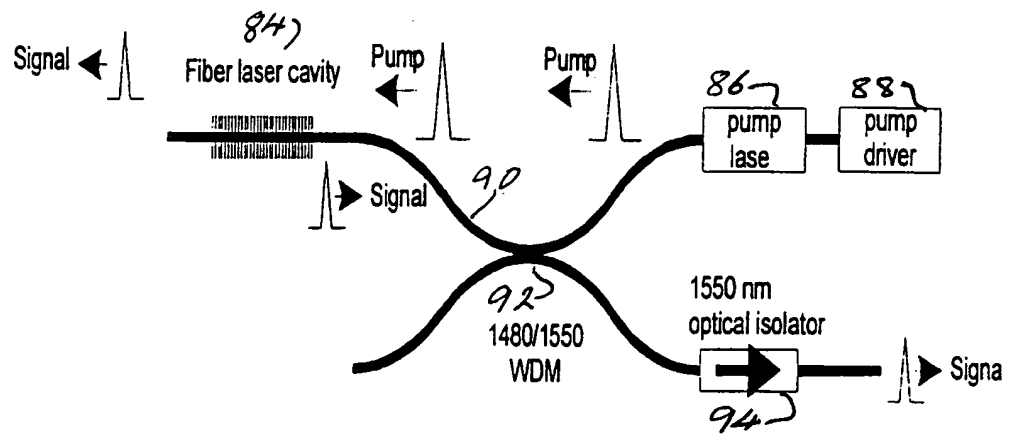 84
Signal
Fiber laser cavity
Pump
Pump
86
88
pump
lase
pump
driver
Signal
90
92
1480/1550
WDM
1550 nm
optical isolator
Signa
94